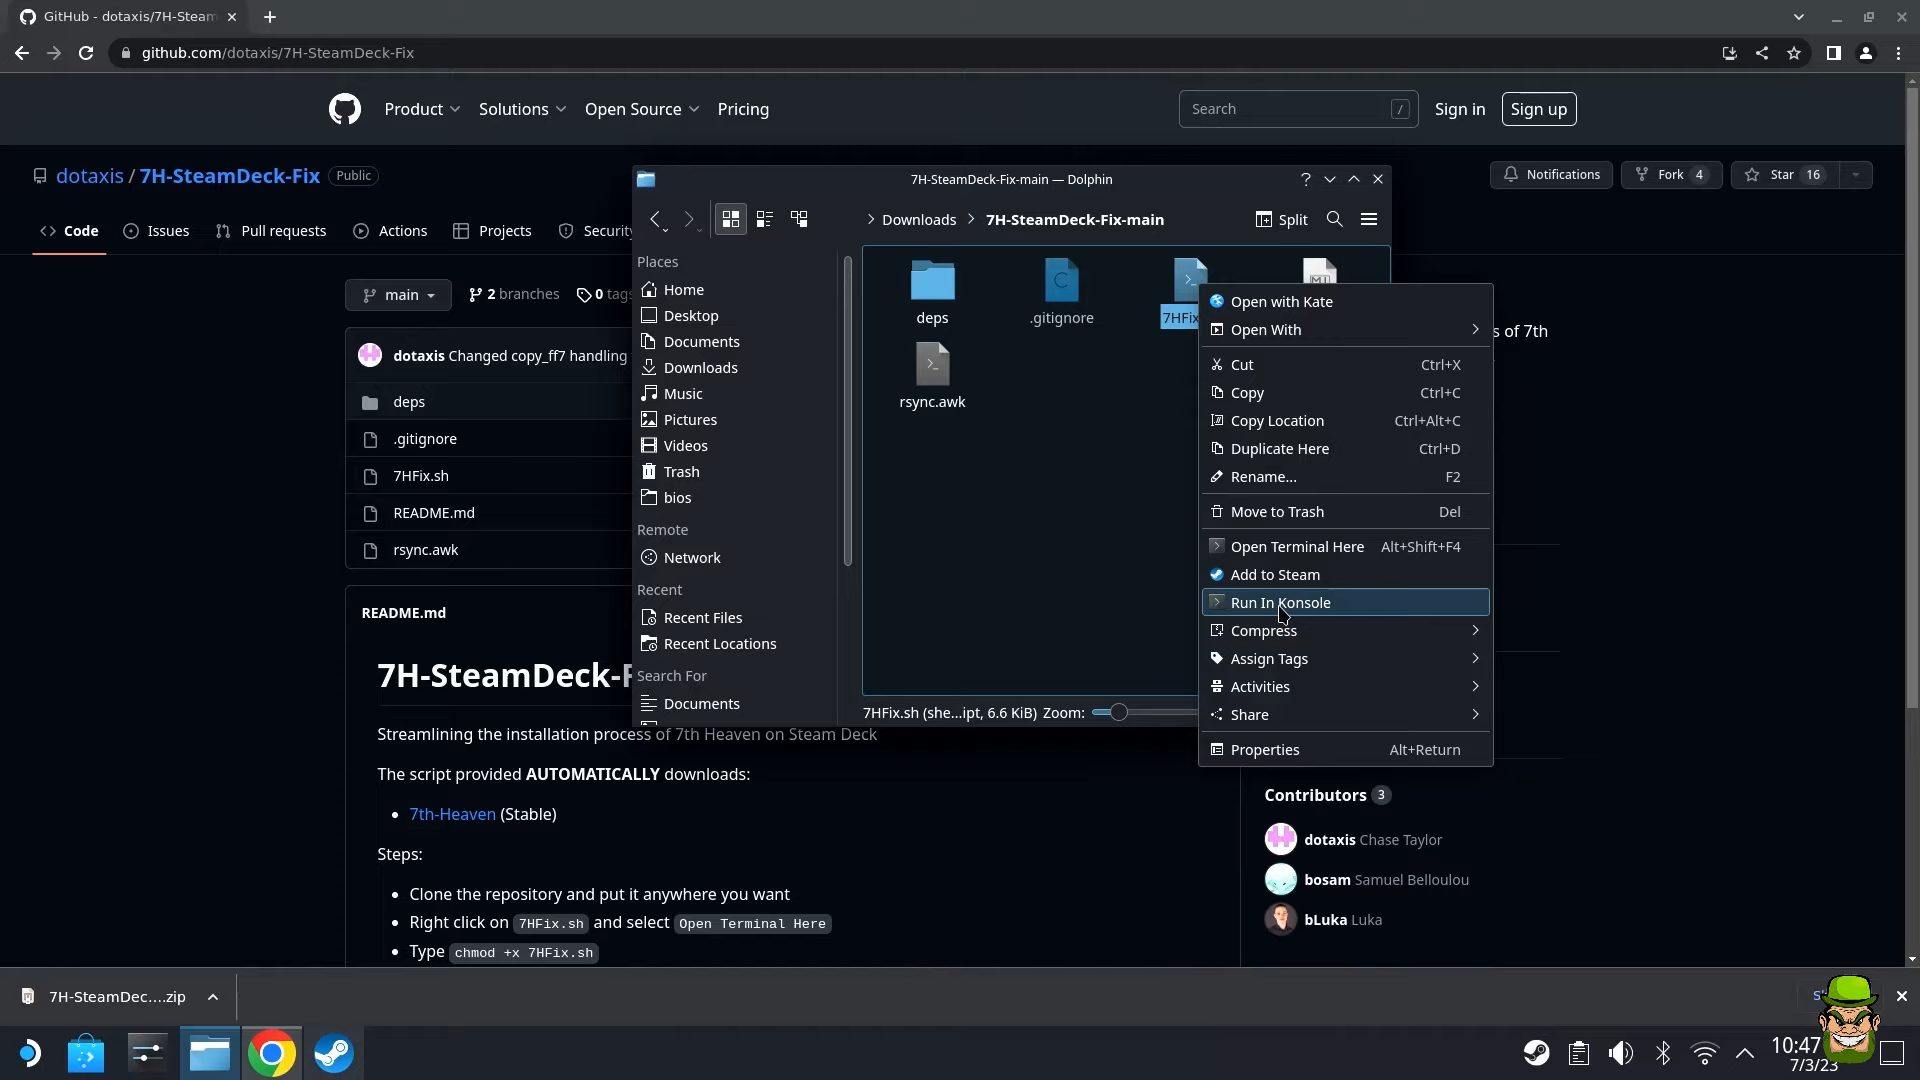 GitHub - dotaxis/7H-Steam
github.com/dotaxis/7H-SteamDeck-Fix
Product
Solutions
Open Source
Pricing
Search
/
Sign in
Sign up
dotaxis / 7H-SteamDeck-Fix
Public
Notifications
Fork 4
Star 16
Code
Issues
Pull requests
Actions
Projects
Security
main
2 branches
0 tags
dotaxis Changed copy_ff7 handling
deps
.gitignore
7HFix.sh
README.md
rsync.awk
README.md
7H-SteamDeck-F
Streamlining the installation process of 7th Heaven on Steam Deck
The script provided AUTOMATICALLY downloads:
7th-Heaven (Stable)
Steps:
Clone the repository and put it anywhere you want
Right click on 7HFix.sh and select Open Terminal Here
Type chmod +x 7HFix.sh
s of 7th
Contributors 3
dotaxis Chase Taylor
bosam Samuel Belloulou
bLuka Luka
7H-SteamDeck-Fix-main — Dolphin
Downloads
7H-SteamDeck-Fix-main
Split
Places
Home
Desktop
Documents
Downloads
Music
Pictures
Videos
Trash
bios
Remote
Network
Recent
Recent Files
Recent Locations
Search For
Documents
deps
.gitignore
7HFix
rsync.awk
7HFix.sh (she...ipt, 6.6 KiB)
Zoom:
Open with Kate
Open With
Cut Ctrl+X
Copy Ctrl+C
Copy Location Ctrl+Alt+C
Duplicate Here Ctrl+D
Rename... F2
Move to Trash Del
Open Terminal Here Alt+Shift+F4
Add to Steam
Run In Konsole
Compress
Assign Tags
Activities
Share
Properties Alt+Return
7H-SteamDec....zip
10:47
7/3/23